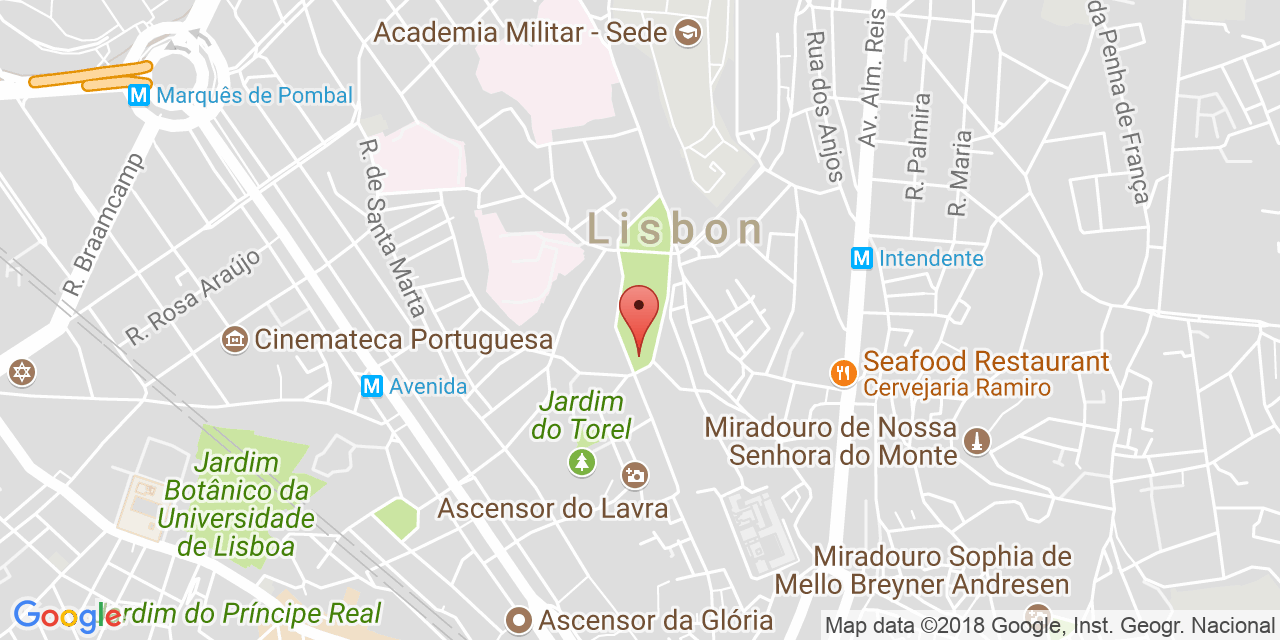 Academia Militar - Sede
Marquês de Pombal
R. Braamcamp
R. de Santa Marta
R. Rosa Araújo
Rua dos Anjos
Av. Alm. Reis
R. Palmira
R. Maria
da Penha de França
Lisbon
Intendente
Cinemateca Portuguesa
Avenida
Seafood Restaurant
Cervejaria Ramiro
Jardim
do Torel
Miradouro de Nossa
Senhora do Monte
Jardim
Botânico da
Universidade
de Lisboa
Ascensor do Lavra
Miradouro Sophia de
Mello Breyner Andresen
Jardim do Príncipe Real
Ascensor da Glória
Google
Map data ©2018 Google, Inst. Geogr. Nacional
M
M
M